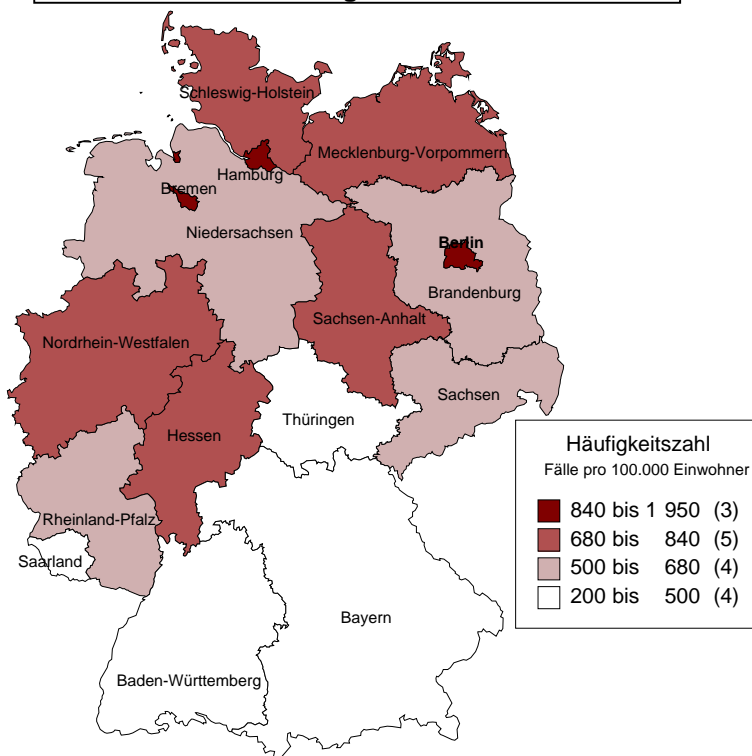 Schleswig-Holstein
Mecklenburg-Vorpommern
Hamburg
Bremen
Niedersachsen
Berlin
Brandenburg
Sachsen-Anhalt
Nordrhein-Westfalen
Sachsen
Thüringen
Hessen
Rheinland-Pfalz
Saarland
Bayern
Baden-Württemberg
Häufigkeitszahl
Fälle pro 100.000 Einwohner
840 bis 1 950 (3)
680 bis 840 (5)
500 bis 680 (4)
200 bis 500 (4)